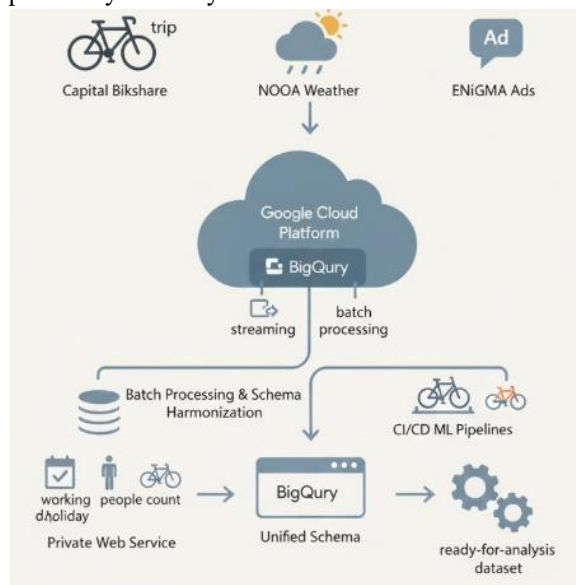 trip
Capital Bikshare
NOOA Weather
ENiGMA Ads
Ad
Google Cloud
Platform
BigQury
streaming
batch
processing
Batch Processing & Schema
Harmonization
CI/CD ML Pipelines
working
people count
Private Web Service
BigQury
Unified Schema
ready-for-analysis
dataset